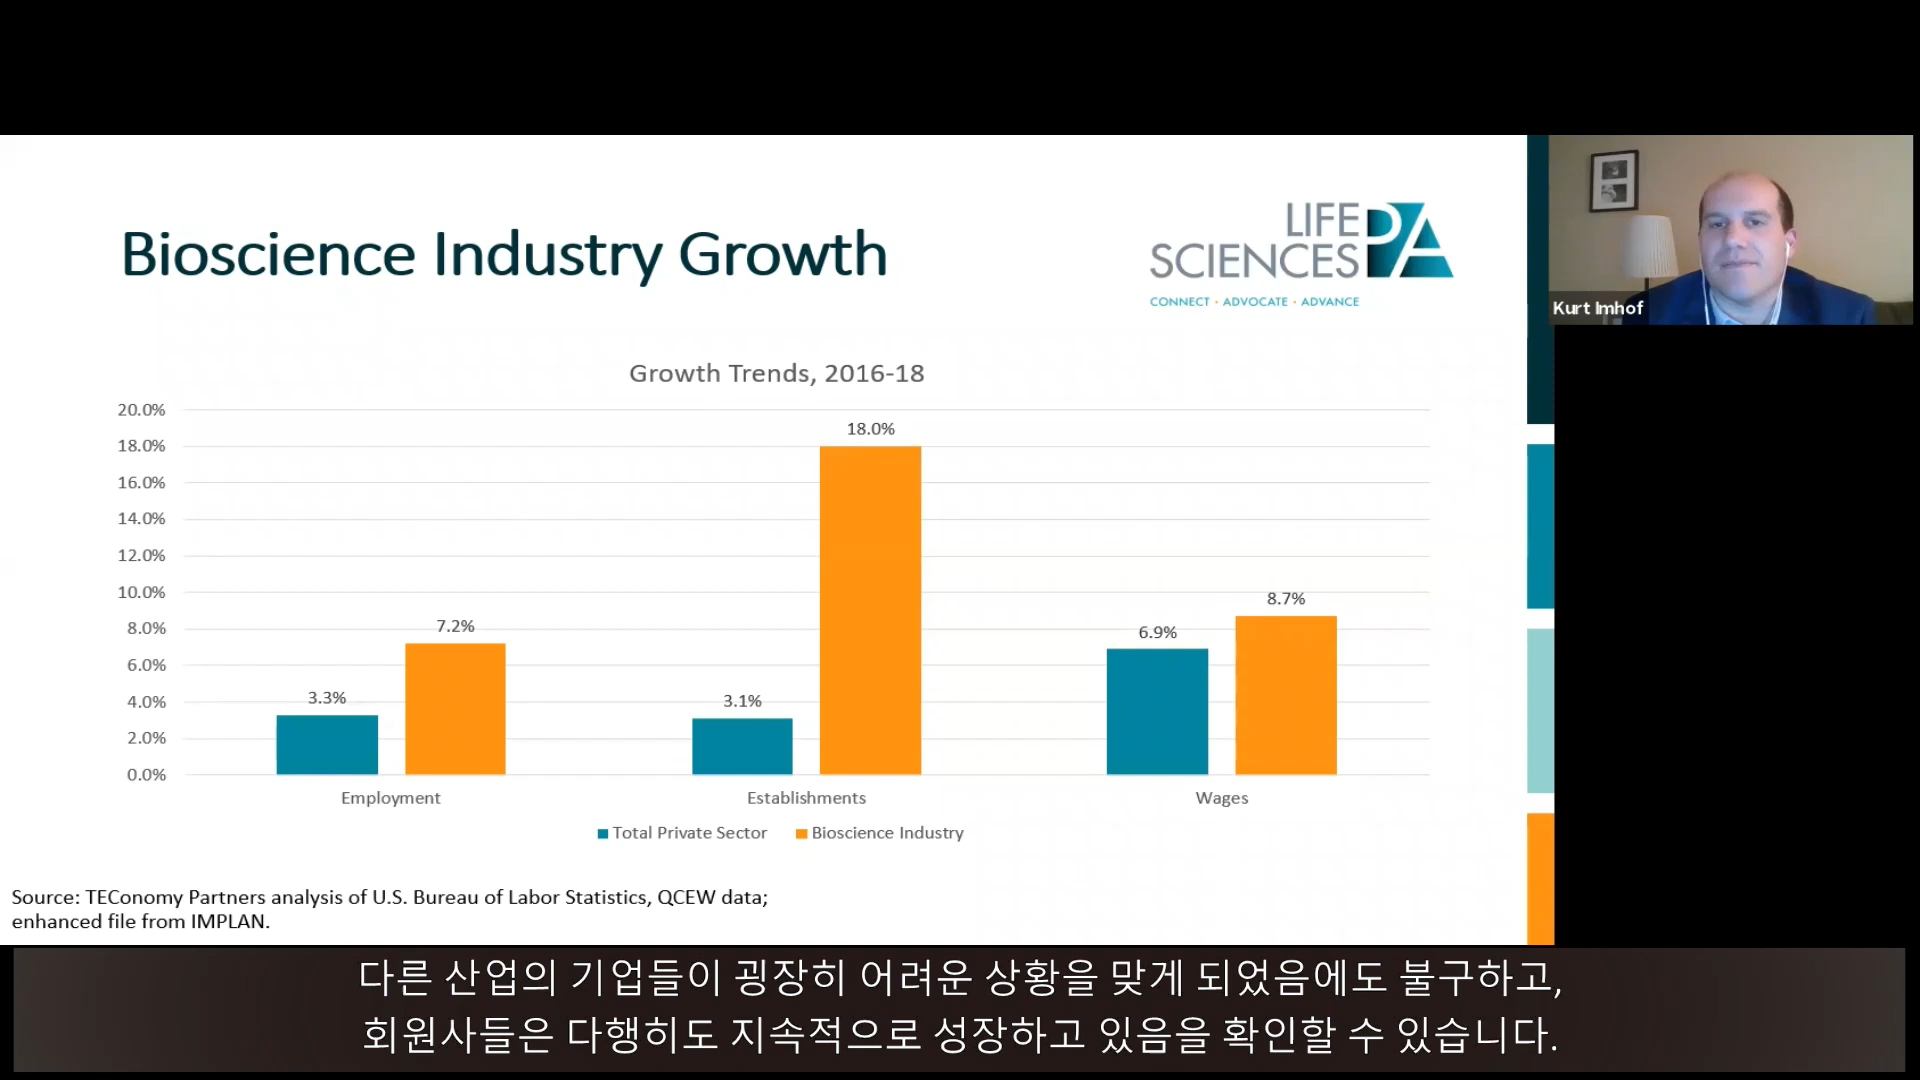 Bioscience Industry Growth
LIFE
SCIENCES PA
CONNECT · ADVOCATE · ADVANCE
Kurt Imhof
Growth Trends, 2016-18
20.0%
18.0%
16.0%
14.0%
12.0%
10.0%
8.0%
6.0%
4.0%
2.0%
0.0%
3.3%
7.2%
3.1%
18.0%
6.9%
8.7%
Employment
Establishments
Wages
Total Private Sector
Bioscience Industry
Source: TEConomy Partners analysis of U.S. Bureau of Labor Statistics, QCEW data;
enhanced file from IMPLAN.
다른 산업의 기업들이 굉장히 어려운 상황을 맞게 되었음에도 불구하고,
회원사들은 다행히도 지속적으로 성장하고 있음을 확인할 수 있습니다.